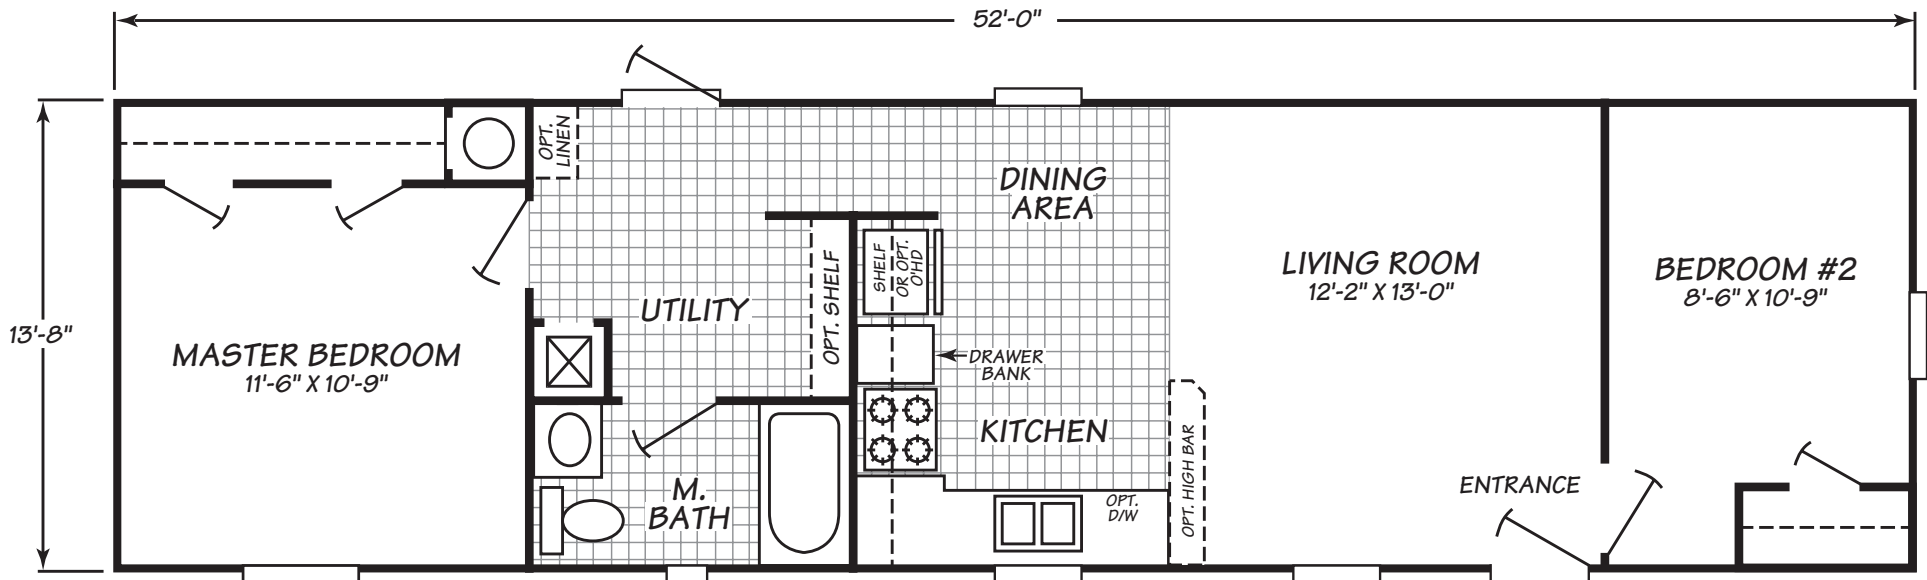 52'-0"
13'-8"
OPT.
LINEN
DINING
AREA
SHELF
OR OPT.
O'HD
LIVING ROOM
12'-2" X 13'-0"
BEDROOM #2
8'-6" X 10'-9"
UTILITY
OPT. SHELF
MASTER BEDROOM
11'-6" X 10'-9"
DRAWER
BANK
KITCHEN
OPT. HIGH BAR
ENTRANCE
M.
BATH
OPT.
D/W